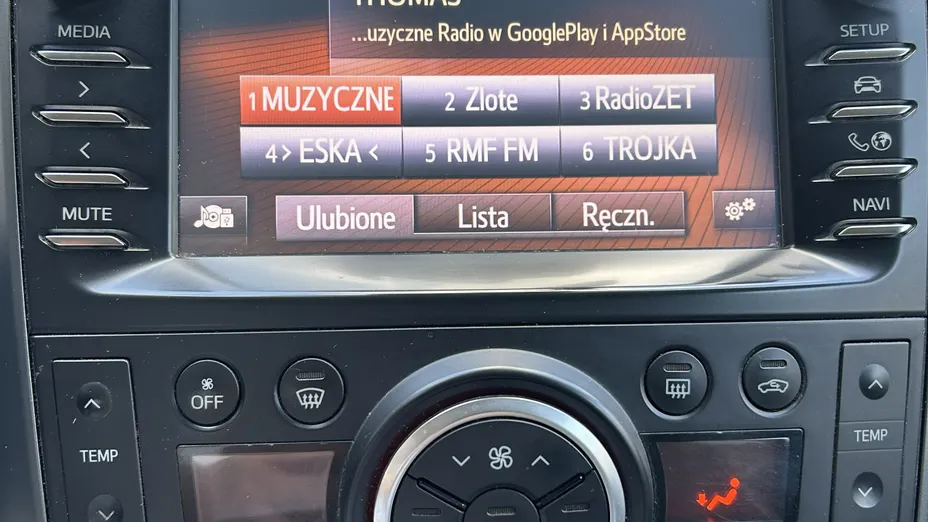 THOMAS
...uzyczne Radio w GooglePlay i AppStore
MEDIA
MUTE
SETUP
NAVI
1 MUZYCZNE 2 Zlote 3 RadioZET
4 > ESKA < 5 RMF FM 6 TROJKA
Ulubione Lista Ręczn.
OFF
TEMP
TEMP